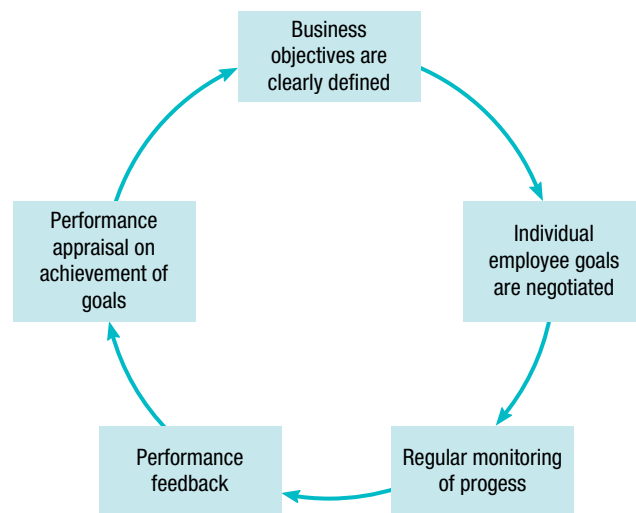 Business
objectives are
clearly defined
Individual
employee goals
are negotiated
Regular monitoring
of progess
Performance
feedback
Performance
appraisal on
achievement of
goals